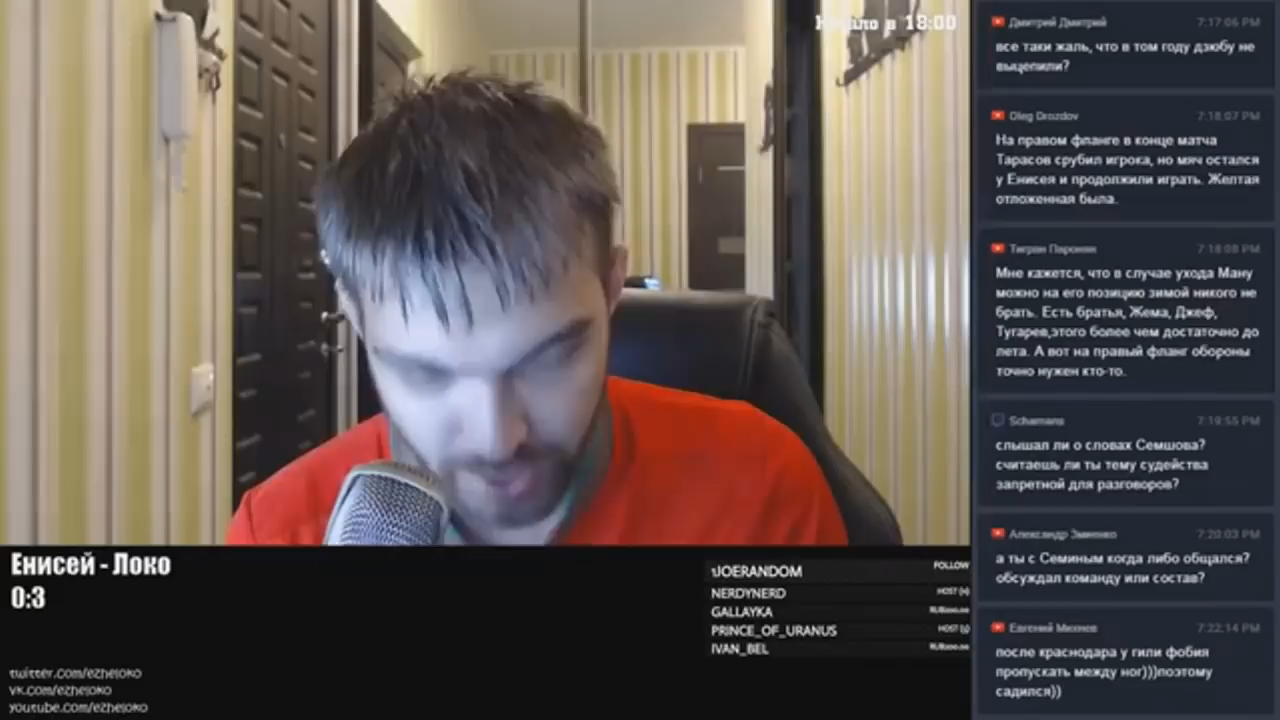 в 18:00
Енисей - Локо
0:3
twitter.com/ezheloko
vk.com/ezheloko
youtube.com/ezheloko
1JOERANDOM FOLLOW
NERDYNERD
GALLAYKA
PRINCE_OF_URANUS
IVAN_BEL
Дмитрий Дмитрий 7:17:06 PM
все таки жаль, что в том году дзюбу не
выцепили?
Oleg Drozdov 7:18:07 PM
На правом фланге в конце матча
Тарасов срубил игрока, но мяч остался
у Енисея и продолжили играть. Желтая
отложенная была.
Тигран Паронян 7:18:08 PM
Мне кажется, что в случае ухода Ману
можно на его позицию зимой никого не
брать. Есть братья, Жема, Джеф,
Тугарев,этого более чем достаточно до
лета. А вот на правый фланг обороны
точно нужен кто-то.
Schamans 7:19:55 PM
слышал ли о словах Семшова?
считаешь ли ты тему судейства
запретной для разговоров?
Александр 7:20:03 PM
а ты с Семиным когда либо общался?
обсуждал команду или состав?
Евгений 7:22:14 PM
после краснодара у гили фобия
пропускать между ног)))поэтому
садился))